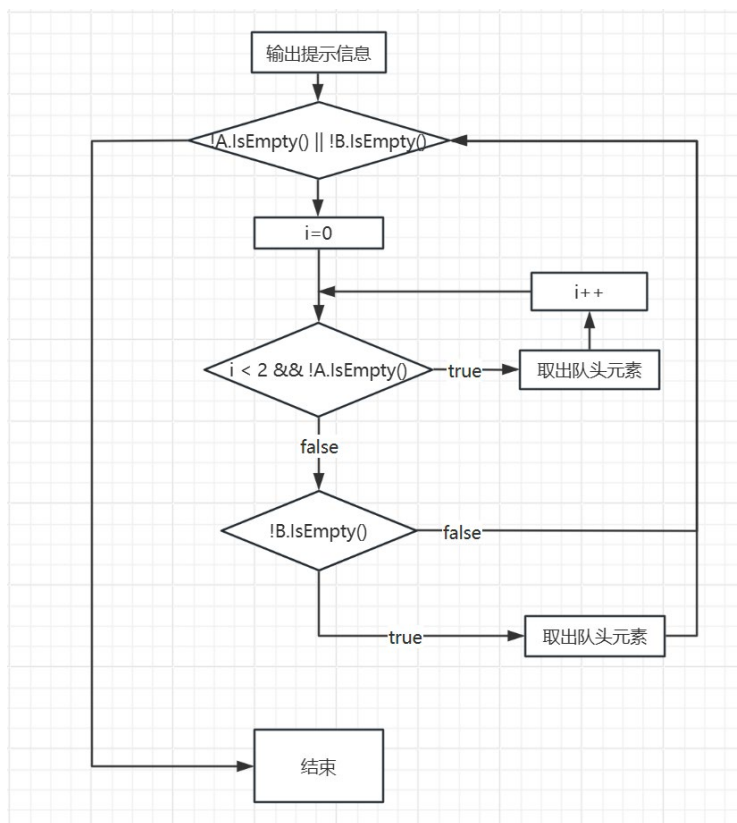 输出提示信息
!A.IsEmpty() || !B.IsEmpty()
i=0
i++
i < 2 && !A.IsEmpty()
true
取出队头元素
false
!B.IsEmpty()
false
true
取出队头元素
结束